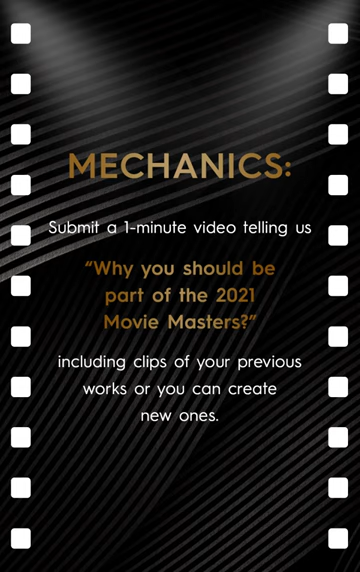 MECHANICS:
Submit a 1-minute video telling us
“Why you should be
part of the 2021
Movie Masters?”
including clips of your previous
works or you can create
new ones.